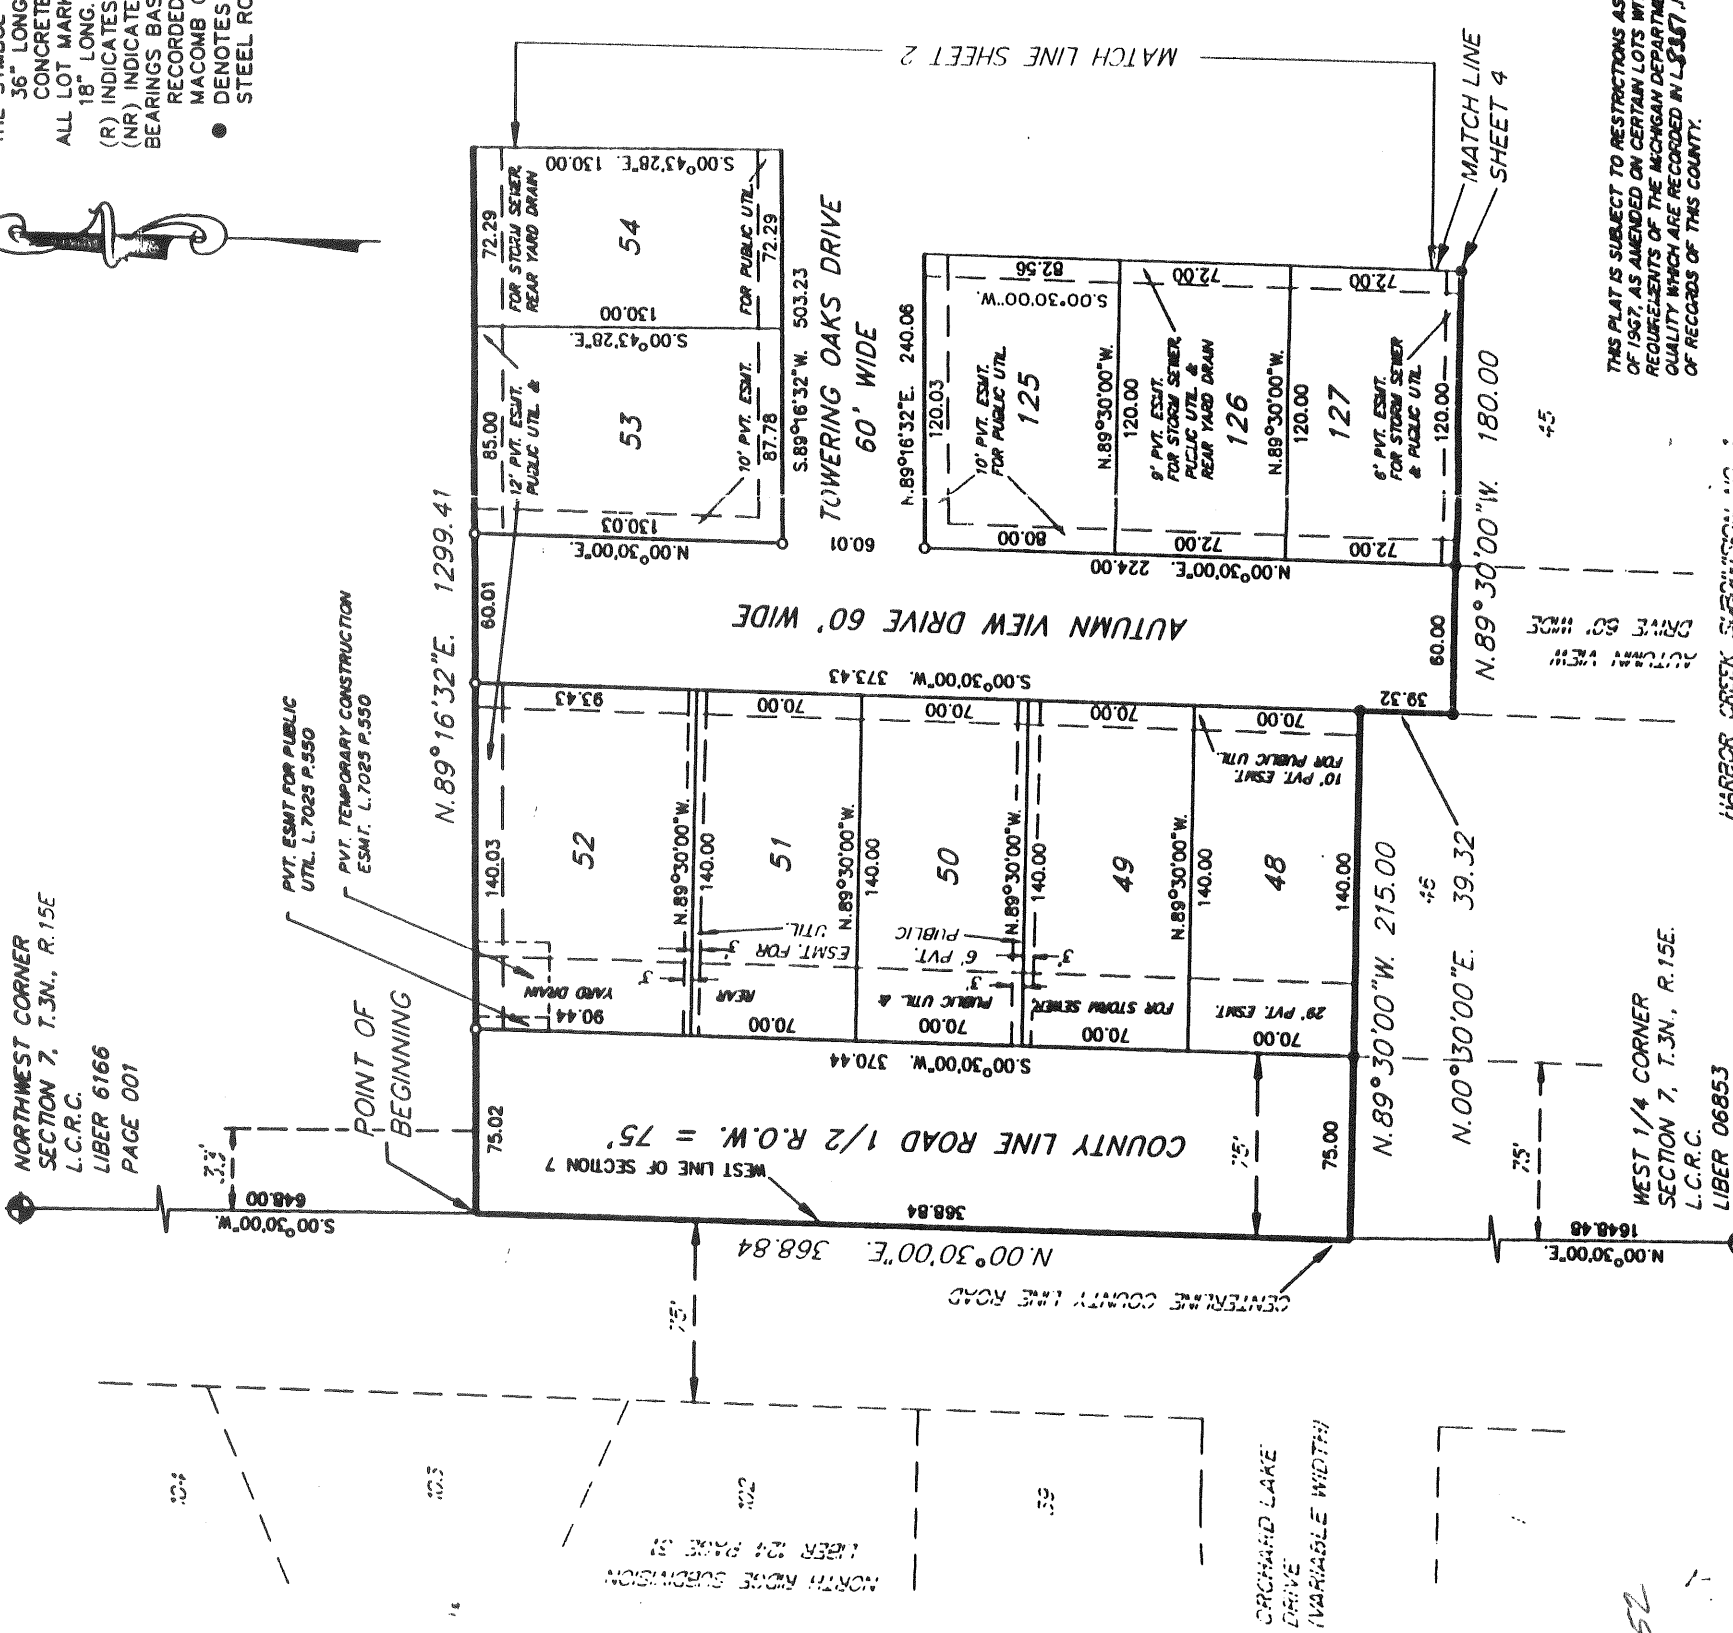 36" LONG
CONCRETE
ALL LOT MARK
18" LONG.
(R) INDICATES
(NR) INDICATE
BEARINGS BAS
RECORDED
MACOMB
● DENOTES
STEEL RO
NORTHWEST CORNER
SECTION 7, T.3N., R.15E
L.C.R.C.
LIBER 6166
PAGE 001
S.00°30'00"W.
648.00
POINT OF
BEGINNING
PVT. ESMT FOR PUBLIC
UTIL. L.7025 P.550
PVT. TEMPORARY CONSTRUCTION
ESMT. L.7025 P.550
N.89°16'32"E. 1299.41
75.02
140.03
60.01
85.00
72.29
MATCH LINE SHEET 2
12' PVT. ESMT.
PUBLIC UTIL &
FOR STORM SEWER,
REAR YARD DRAIN
S.00°43'28"E. 130.00
54
130.00
S.00°43'28"E.
53
N.00°30'00"E.
130.03
10' PVT. ESMT.
FOR PUBLIC UTIL.
87.78
72.29
S.89°16'32"W. 503.23
TOWERING OAKS DRIVE
60' WIDE
60.01
N.89°16'32"E. 240.06
120.03
10' PVT. ESMT.
FOR PUBLIC UTIL.
125
80.00
82.56
S.00°30'00"W.
N.89°30'00"W.
120.00
9' PVT. ESMT.
FOR STORM SEWER,
PUBLIC UTIL &
REAR YARD DRAIN
126
72.00
72.00
N.89°30'00"W.
120.00
127
72.00
72.00
6' PVT. ESMT.
FOR STORM SEWER
& PUBLIC UTIL
120.00
N.00°30'00"E. 224.00
N.89°30'00"W. 180.00
45
MATCH LINE
SHEET 4
AUTUMN VIEW DRIVE 60' WIDE
60.00
AUTUMN VIEW
DRIVE 60' WIDE
S.00°30'00"W. 373.43
39.32
93.43
52
90.44
YARD DRAIN
N.89°30'00"W.
140.00
3'
3'
70.00
51
REAR
ESMT. FOR
UTIL.
70.00
N.89°30'00"W.
140.00
70.00
50
6' PVT.
PUBLIC
PUBLIC UTIL &
70.00
N.89°30'00"W.
140.00
3'
3'
70.00
49
FOR STORM SEWER,
70.00
N.89°30'00"W.
140.00
70.00
10' PVT. ESMT.
FOR PUBLIC UTIL.
48
29' PVT. ESMT.
70.00
140.00
S.00°30'00"W. 370.44
COUNTY LINE ROAD 1/2 R.O.W. = 75'
WEST LINE OF SECTION 7
368.84
N.00°30'00"E. 368.84
75'
75.00
N.89°30'00"W. 215.00
46
N.00°30'00"E. 39.32
75'
CENTERLINE COUNTY LINE ROAD
75'
N.00°30'00"E.
1648.48
WEST 1/4 CORNER
SECTION 7, T.3N., R.15E.
L.C.R.C.
LIBER 06853
104
103
102
39
NORTH RIDGE SUBDIVISION
LIBER 124 PAGE 31
ORCHARD LAKE
DRIVE
(VARIABLE WIDTH)
52
THIS PLAT IS SUBJECT TO RESTRICTIONS AS
OF 1967, AS AMENDED ON CERTAIN LOTS WIT
REQUIREMENTS OF THE MICHIGAN DEPARTME
QUALITY WHICH ARE RECORDED IN L.8367
OF RECORDS OF THIS COUNTY.